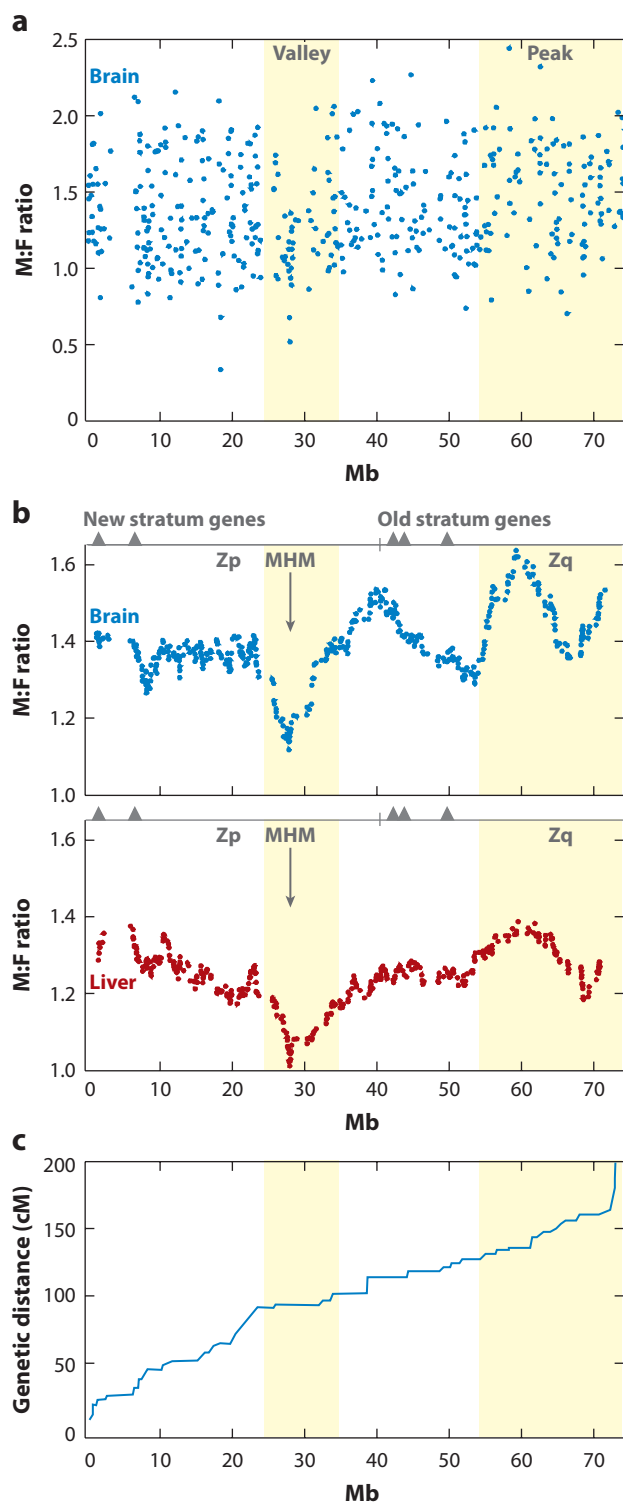 a
2.5
2.0
1.5
1.0
0.5
0
M:F ratio
Brain
Valley
Peak
0 10 20 30 40 50 60 70
Mb
b
New stratum genes
Old stratum genes
1.6
1.4
1.2
1.0
M:F ratio
Zp
MHM
Zq
Brain
1.6
1.4
1.2
1.0
M:F ratio
Zp
MHM
Zq
Liver
0 10 20 30 40 50 60 70
Mb
c
200
150
100
50
0
Genetic distance (cM)
0 10 20 30 40 50 60 70
Mb